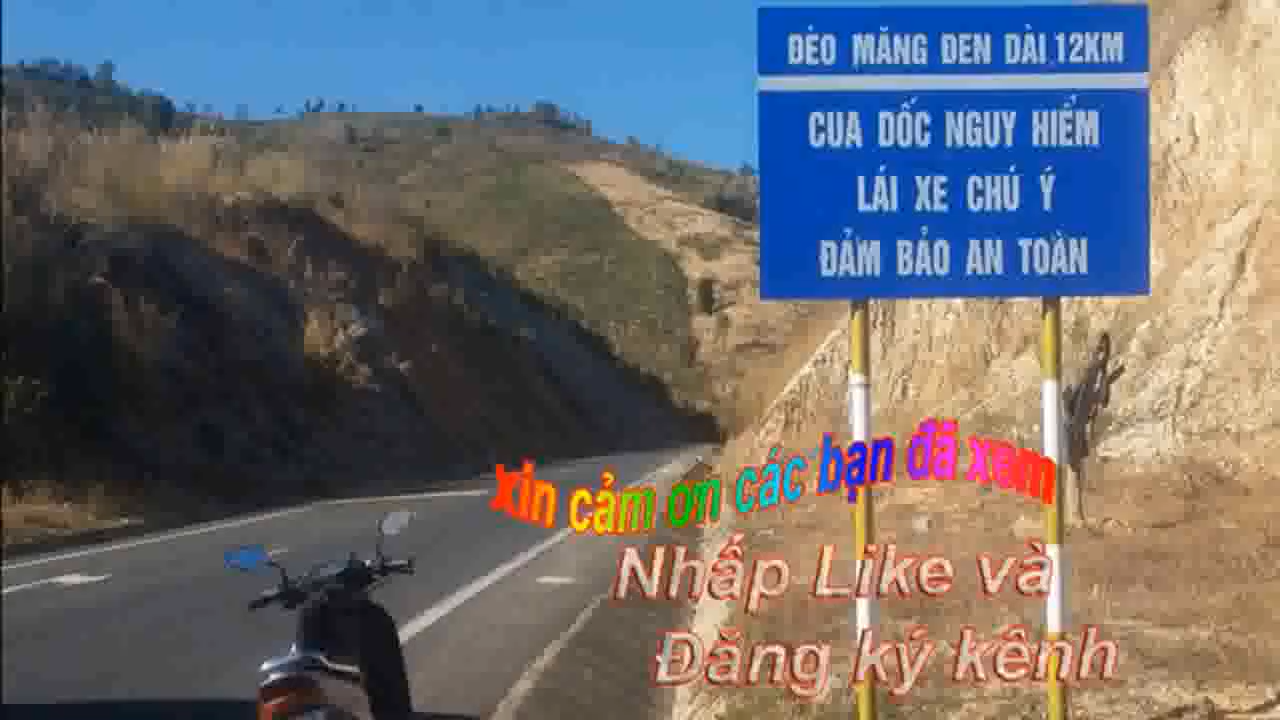 ĐÈO MĂNG ĐEN DÀI 12KM
CUA DỐC NGUY HIỂM
LÁI XE CHÚ Ý
ĐẢM BẢO AN TOÀN
xin cảm ơn các bạn đã xem
Nhấp Like và
Đăng ký kênh